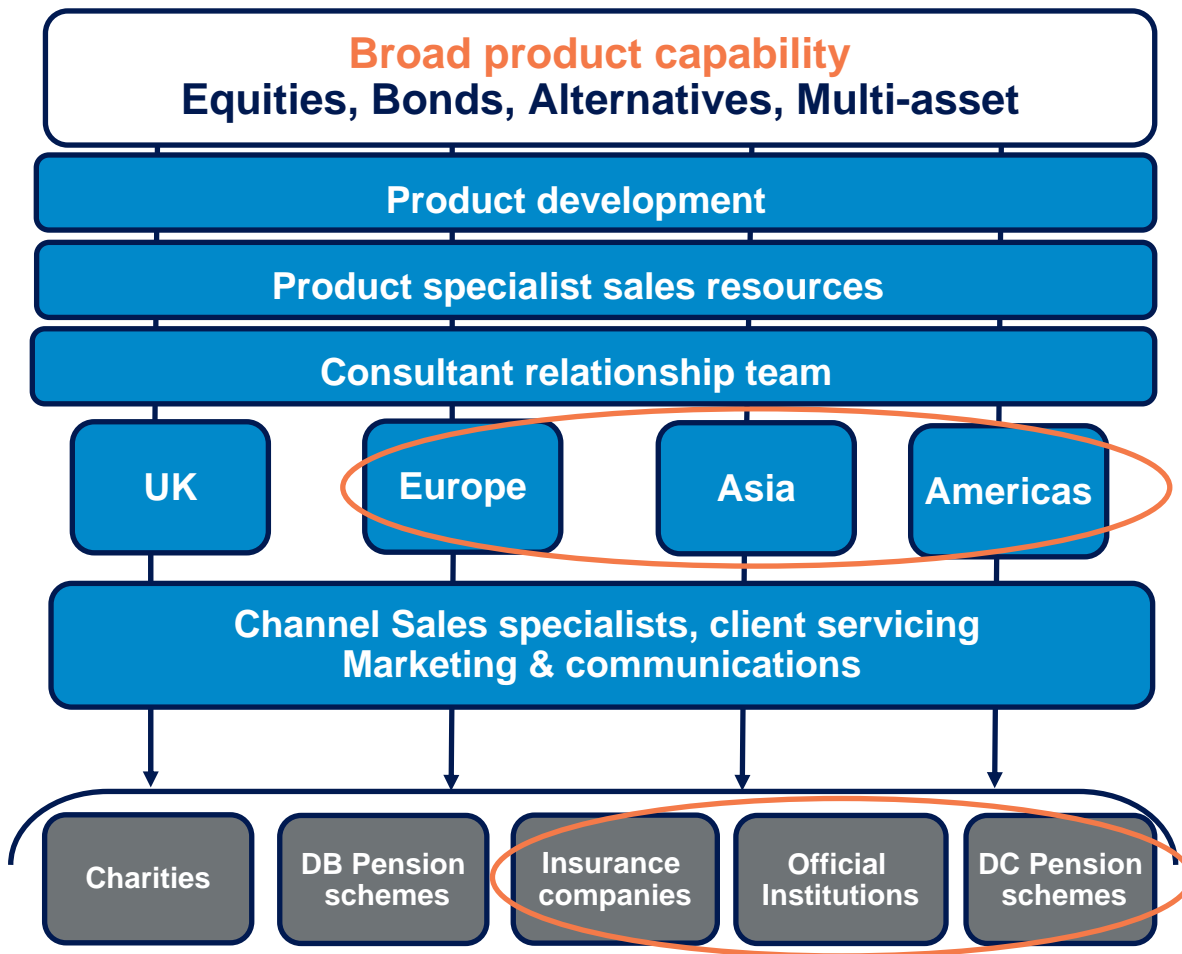 Broad product capability
Equities, Bonds, Alternatives, Multi-asset
Product development
Product specialist sales resources
Consultant relationship team
UK
Europe
Asia
Americas
Channel Sales specialists, client servicing
Marketing & communications
Charities
DB Pension
schemes
Insurance
companies
Official
Institutions
DC Pension
schemes